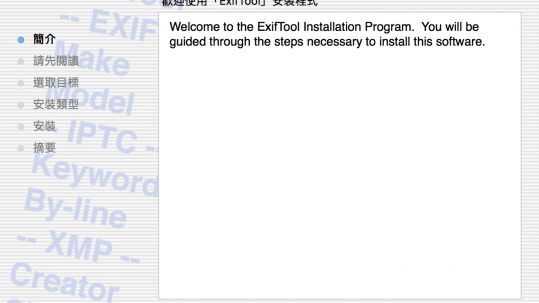 歡迎使用「ExifTool」安裝程式
簡介
請先閱讀
選取目標
安裝類型
安裝
摘要
Welcome to the ExifTool Installation Program.  You will be
guided through the steps necessary to install this software.
-- EXIF
Make
Model
- IPTC -
Keyword
By-line
-- XMP --
Creator